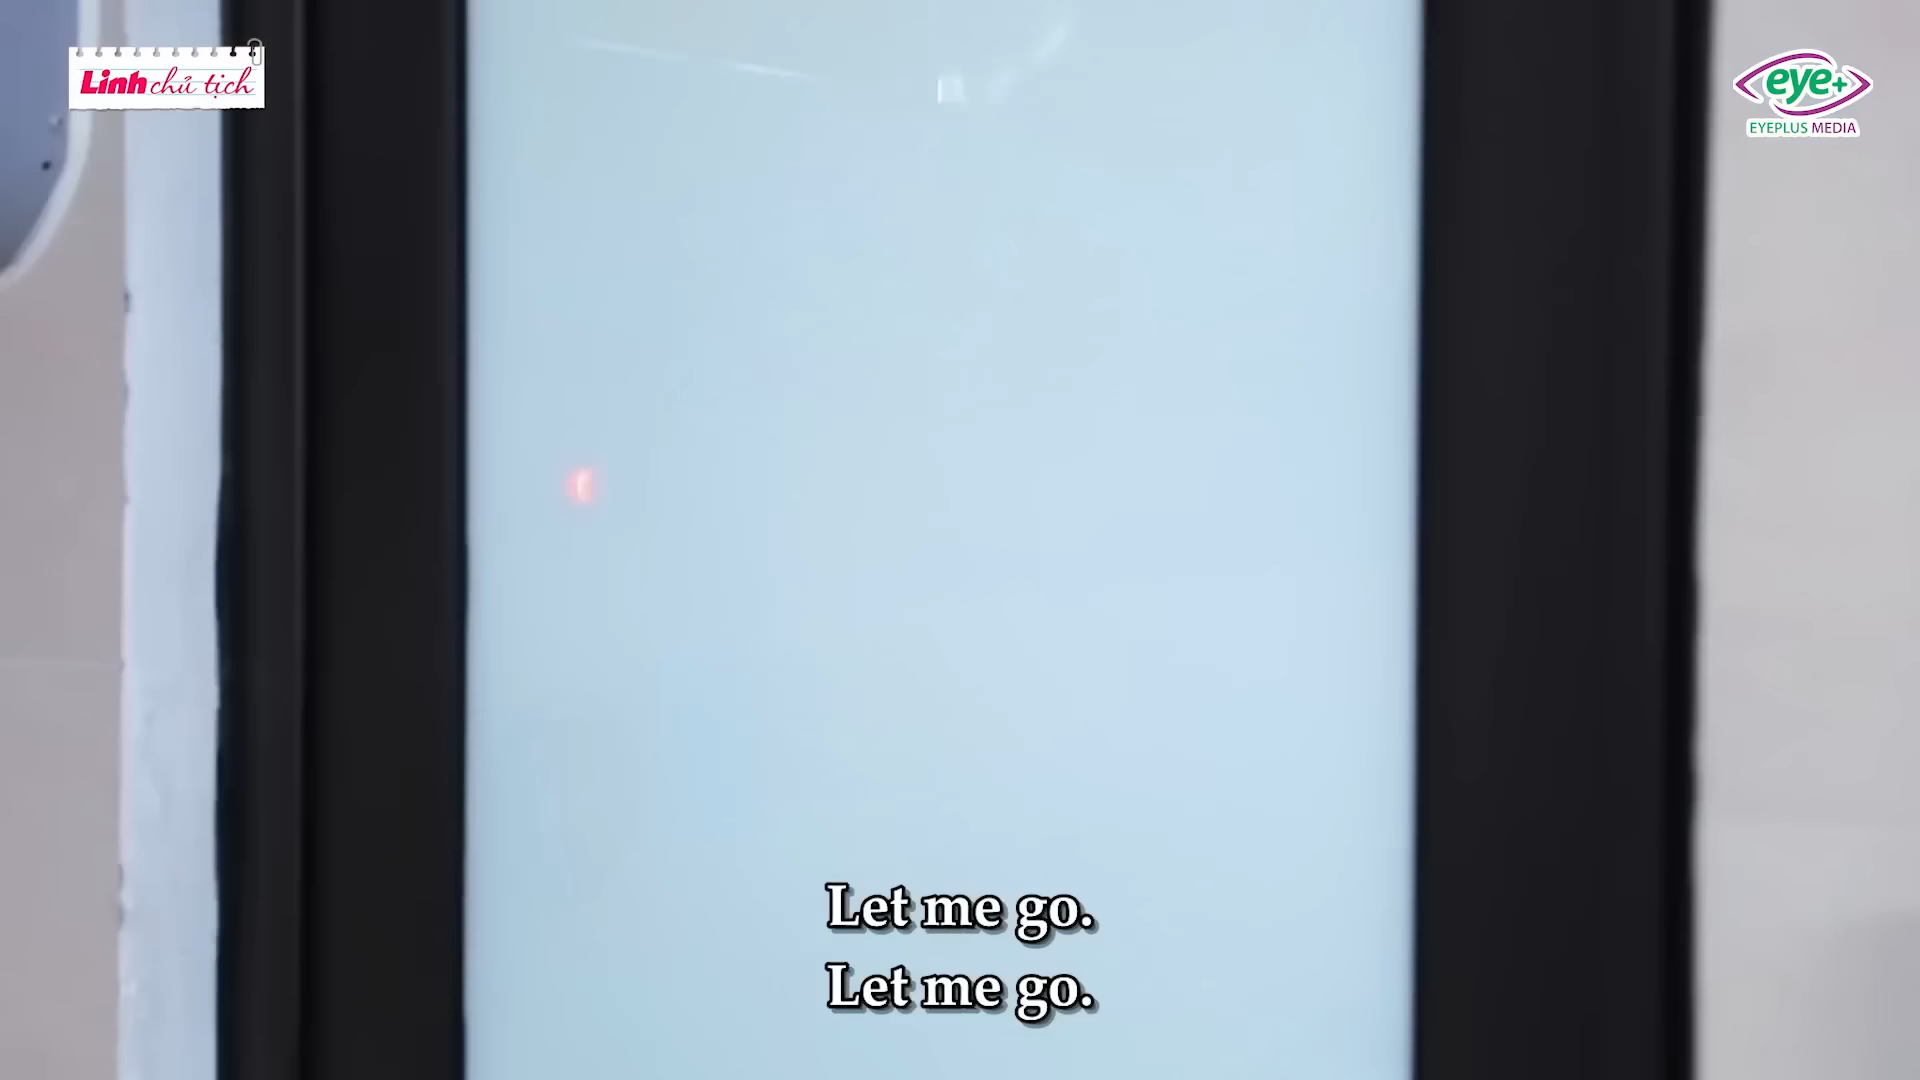 Linh chủ tịch
eye+
EYEPLUS MEDIA
Let me go.
Let me go.